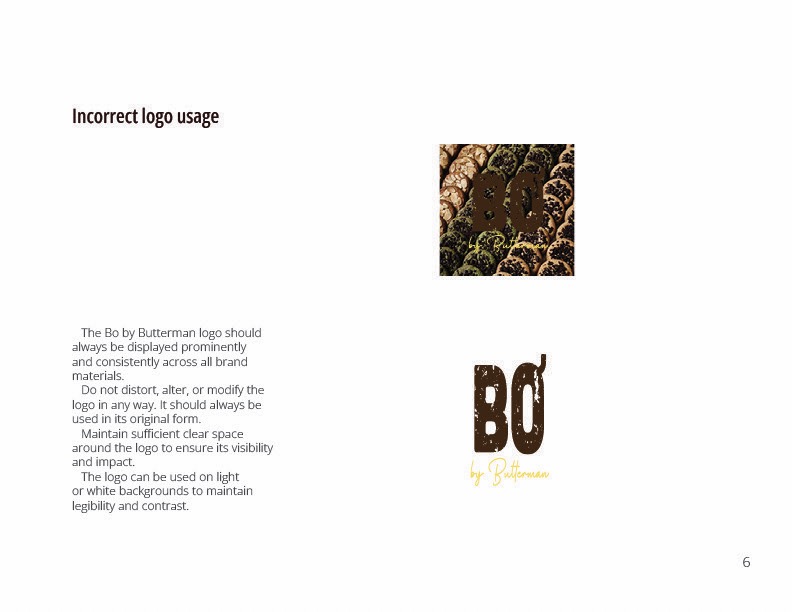 Incorrect logo usage
BƠ
by Butterman
The Bo by Butterman logo should
always be displayed prominently
and consistently across all brand
materials.
Do not distort, alter, or modify the
logo in any way. It should always be
used in its original form.
Maintain sufficient clear space
around the logo to ensure its visibility
and impact.
The logo can be used on light
or white backgrounds to maintain
legibility and contrast.
BƠ
by Butterman
6